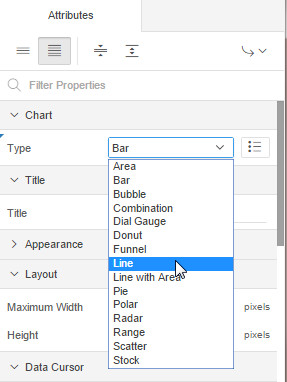 Attributes
Filter Properties
Chart
Type
Bar
Area
Bar
Bubble
Combination
Dial Gauge
Donut
Funnel
Line
Line with Area
Pie
Polar
Radar
Range
Scatter
Stock
Title
Title
Appearance
Layout
Maximum Width
pixels
Height
pixels
Data Cursor